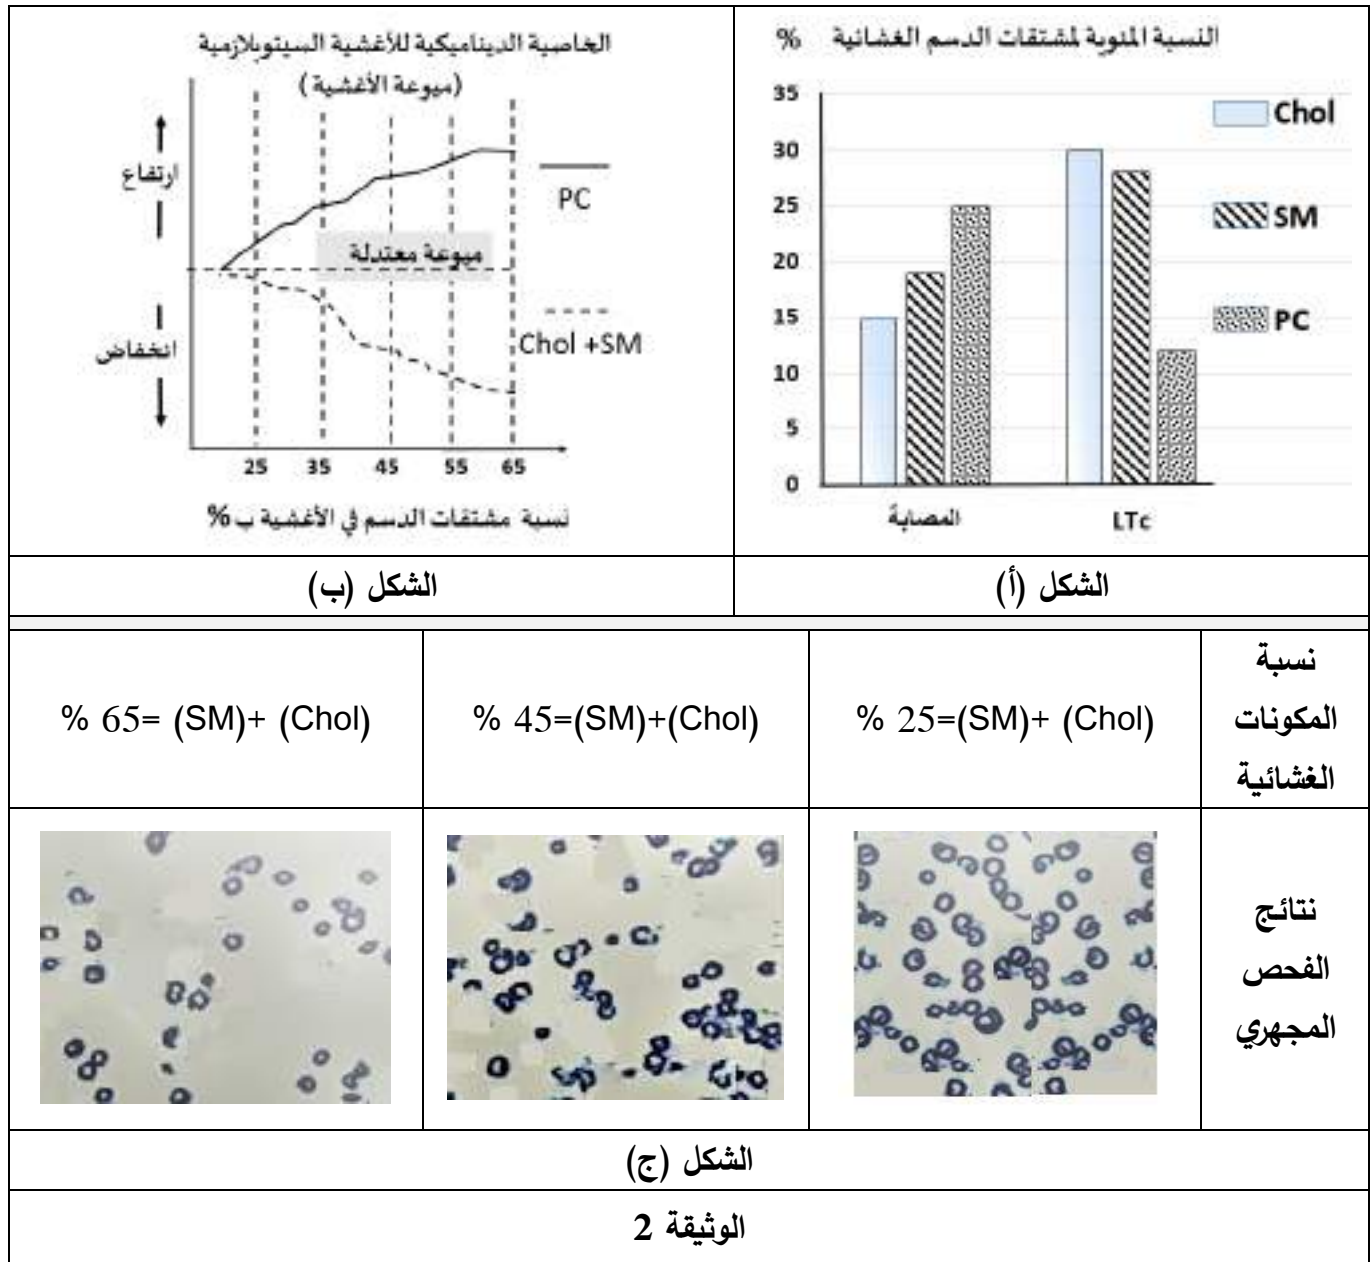 النسبة المئوية لمشتقات الدسم الغشائية %
35
30
25
20
15
10
5
0
Chol
SM
PC
المصابة
LTc
الشكل (أ)
الخاصية الديناميكية للأغشية السيتوبلازمية
(ميوعة الأغشية)
ارتفاع
انخفاض
PC
ميوعة معتدلة
Chol +SM
25 35 45 55 65
نسبة مشتقات الدسم في الأغشية ب %
الشكل (ب)
نسبة
المكونات
الغشائية
% 25=(SM)+ (Chol)
% 45=(SM)+(Chol)
% 65= (SM)+ (Chol)
نتائج
الفحص
المجهري
الشكل (ج)
الوثيقة 2